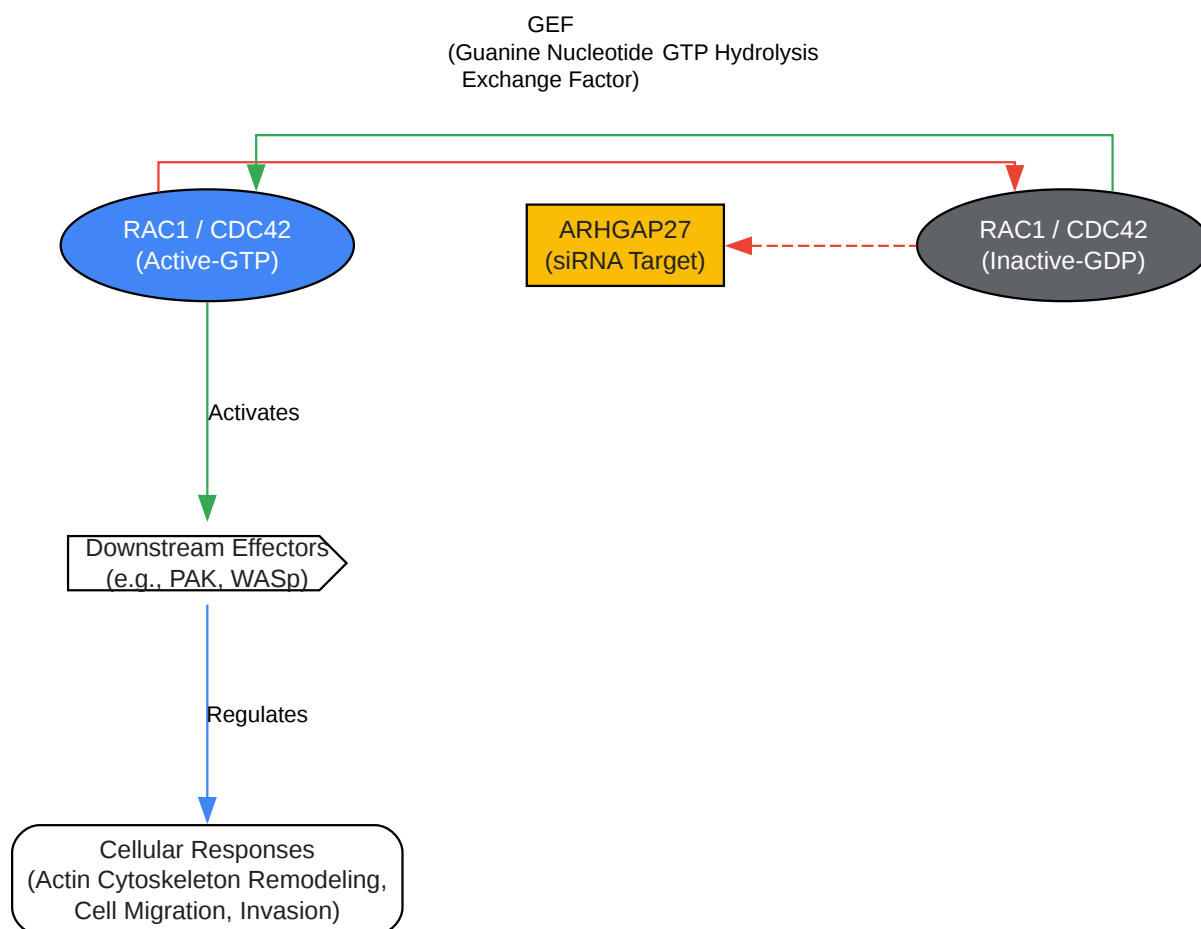 GEF
(Guanine Nucleotide GTP Hydrolysis
Exchange Factor)
RAC1 / CDC42
(Active-GTP)
ARHGAP27
(siRNA Target)
RAC1 / CDC42
(Inactive-GDP)
Activates
Downstream Effectors
(e.g., PAK, WASp)
Regulates
Cellular Responses
(Actin Cytoskeleton Remodeling,
Cell Migration, Invasion)